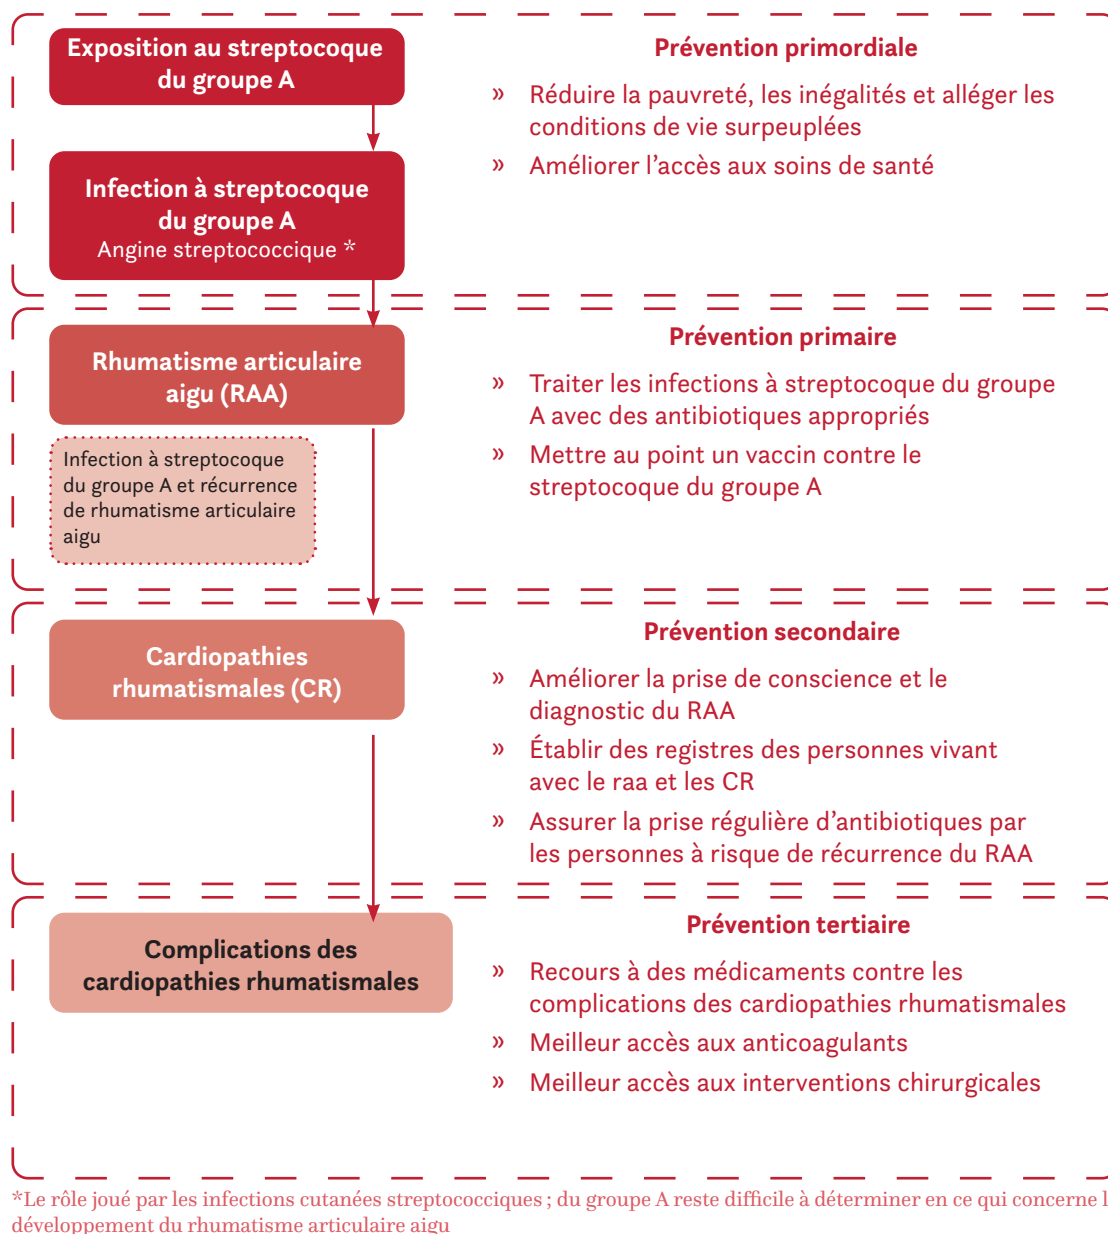 Exposition au streptocoque
du groupe A
Infection à streptocoque
du groupe A
Angine streptococcique *
Prévention primordiale
» Réduire la pauvreté, les inégalités et alléger les
conditions de vie surpeuplées
» Améliorer l’accès aux soins de santé
Rhumatisme articulaire
aigu (RAA)
Infection à streptocoque
du groupe A et récurrence
de rhumatisme articulaire
aigu
Prévention primaire
» Traiter les infections à streptocoque du groupe
A avec des antibiotiques appropriés
» Mettre au point un vaccin contre le
streptocoque du groupe A
Cardiopathies
rhumatismales (CR)
Prévention secondaire
» Améliorer la prise de conscience et le
diagnostic du RAA
» Établir des registres des personnes vivant
avec le raa et les CR
» Assurer la prise régulière d’antibiotiques par
les personnes à risque de récurrence du RAA
Complications des
cardiopathies rhumatismales
Prévention tertiaire
» Recours à des médicaments contre les
complications des cardiopathies rhumatismales
» Meilleur accès aux anticoagulants
» Meilleur accès aux interventions chirurgicales
*Le rôle joué par les infections cutanées streptococciques ; du groupe A reste difficile à déterminer en ce qui concerne l
développement du rhumatisme articulaire aigu